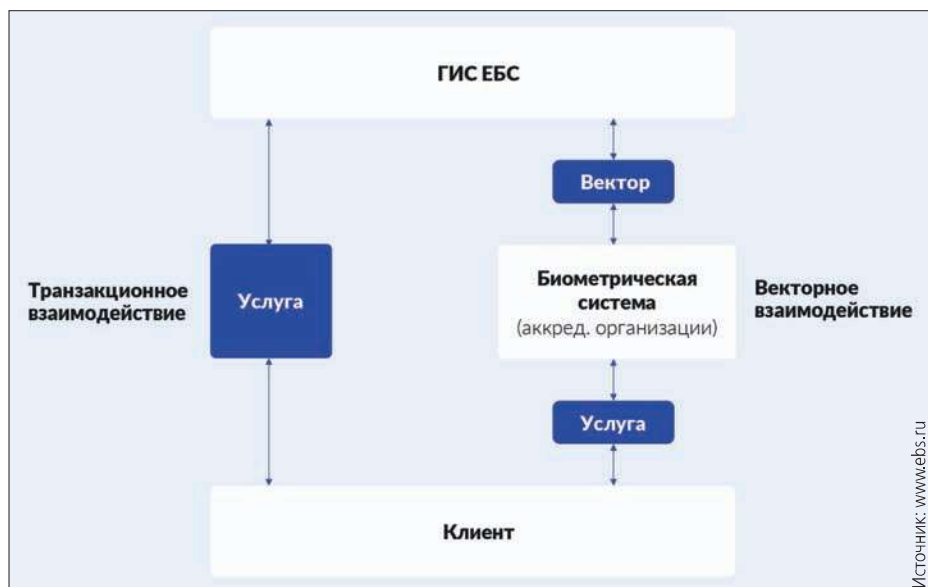 ГИС ЕБС
Вектор
Транзакционное
взаимодействие
Услуга
Биометрическая
система
(аккред. организации)
Векторное
взаимодействие
Услуга
Клиент
Источник: www.ebs.ru